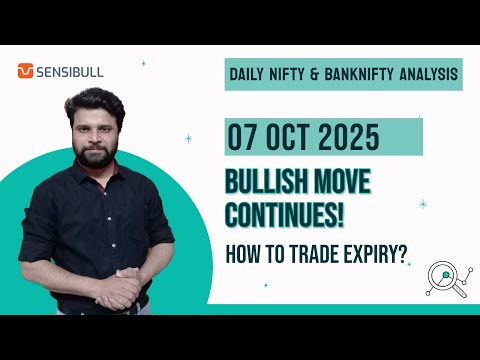 SENSIBULL
DAILY NIFTY & BANKNIFTY ANALYSIS
07 OCT 2025
BULLISH MOVE
CONTINUES!
HOW TO TRADE EXPIRY?